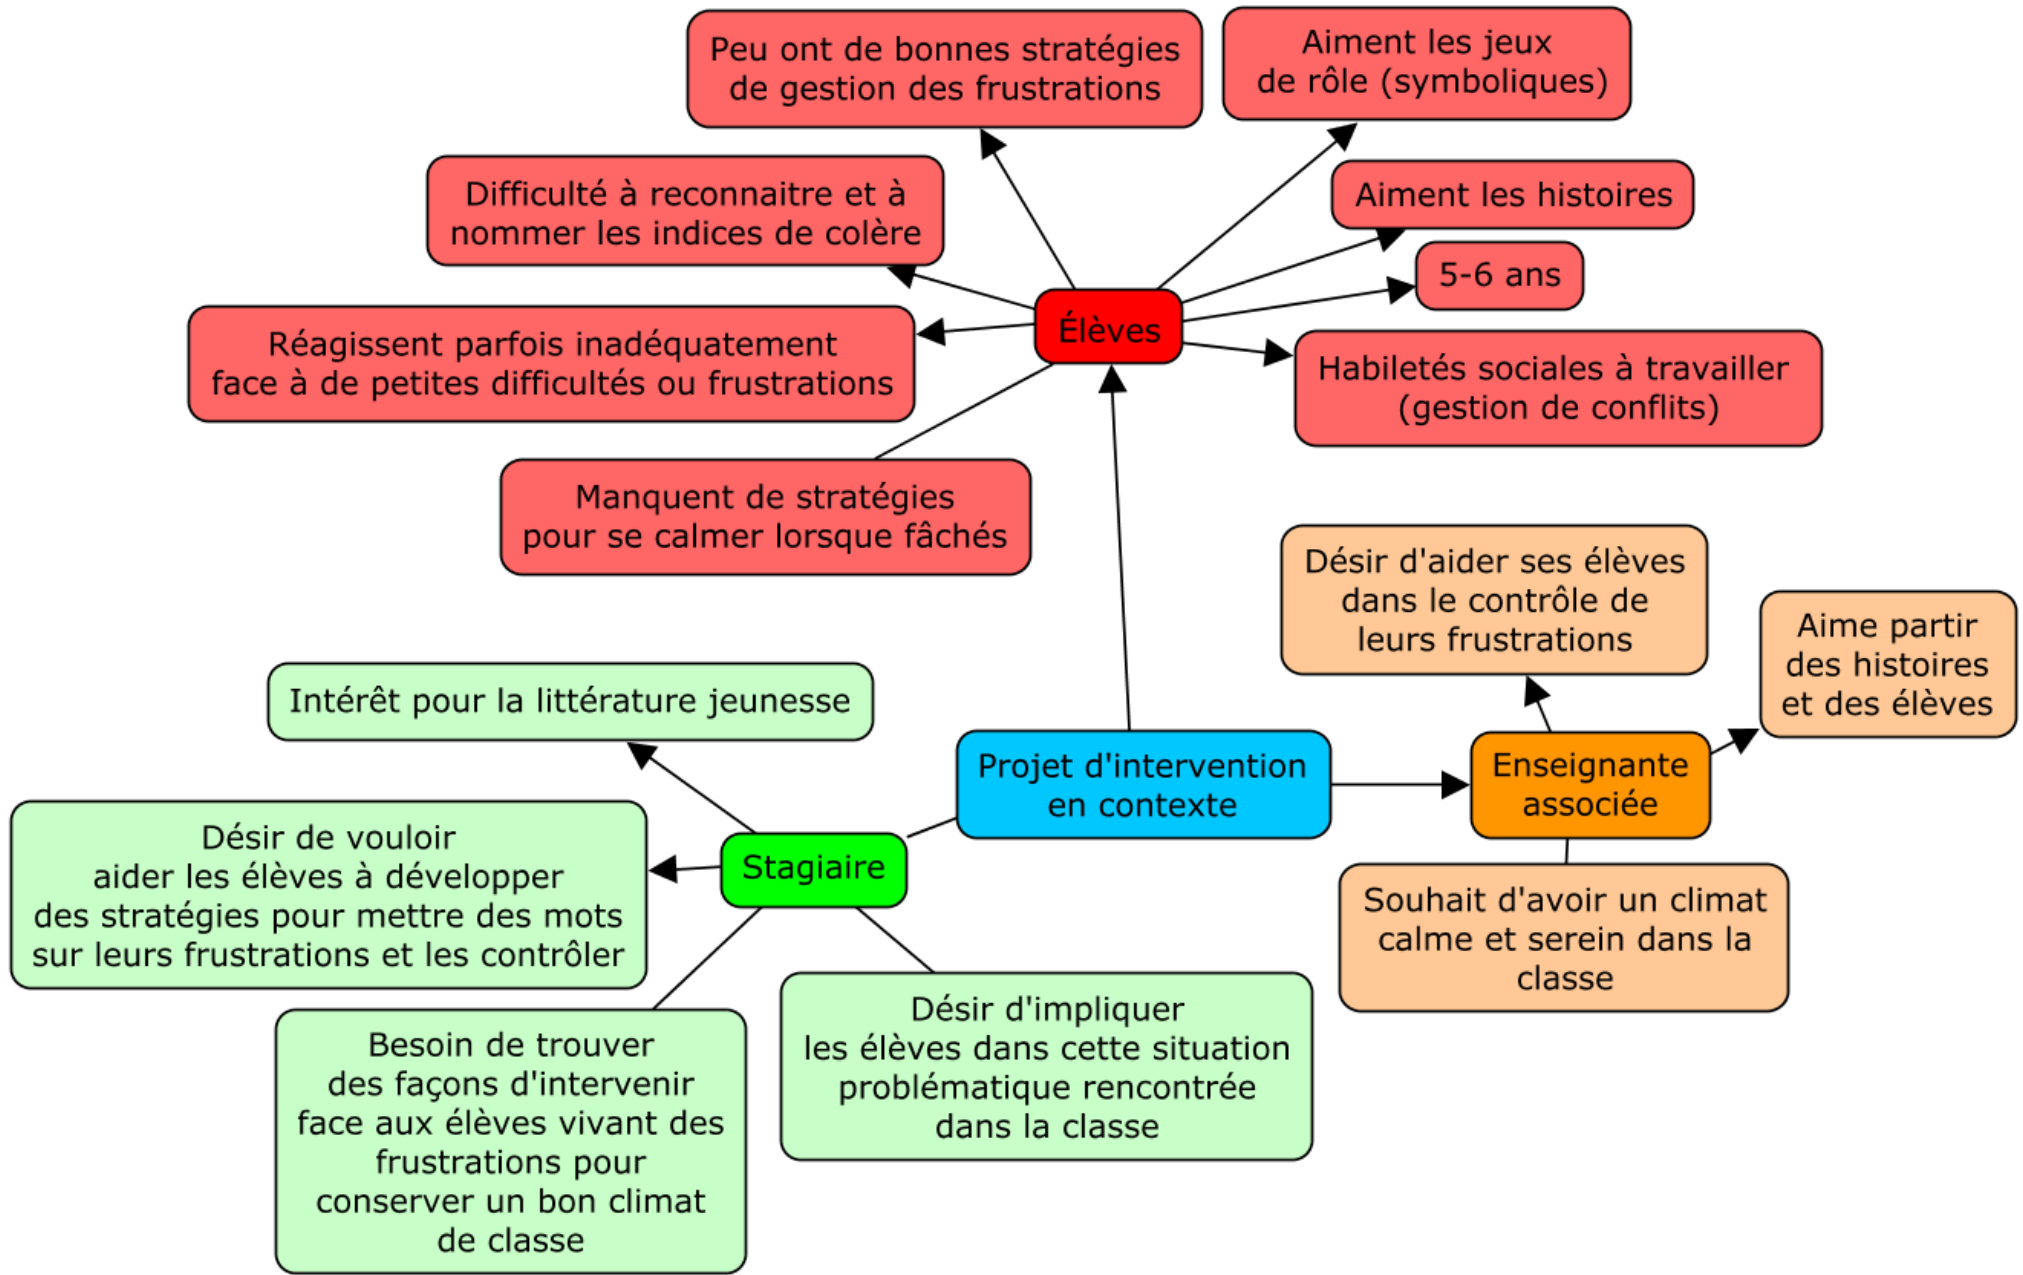 Peu ont de bonnes stratégies
de gestion des frustrations
Aiment les jeux
de rôle (symboliques)
Difficulté à reconnaitre et à
nommer les indices de colère
Aiment les histoires
5-6 ans
Élèves
Réagissent parfois inadéquatement
face à de petites difficultés ou frustrations
Habiletés sociales à travailler
(gestion de conflits)
Manquent de stratégies
pour se calmer lorsque fâchés
Désir d'aider ses élèves
dans le contrôle de
leurs frustrations
Aime partir
des histoires
et des élèves
Intérêt pour la littérature jeunesse
Projet d'intervention
en contexte
Enseignante
associée
Stagiaire
Désir de vouloir
aider les élèves à développer
des stratégies pour mettre des mots
sur leurs frustrations et les contrôler
Souhait d'avoir un climat
calme et serein dans la
classe
Désir d'impliquer
les élèves dans cette situation
problématique rencontrée
dans la classe
Besoin de trouver
des façons d'intervenir
face aux élèves vivant des
frustrations pour
conserver un bon climat
de classe